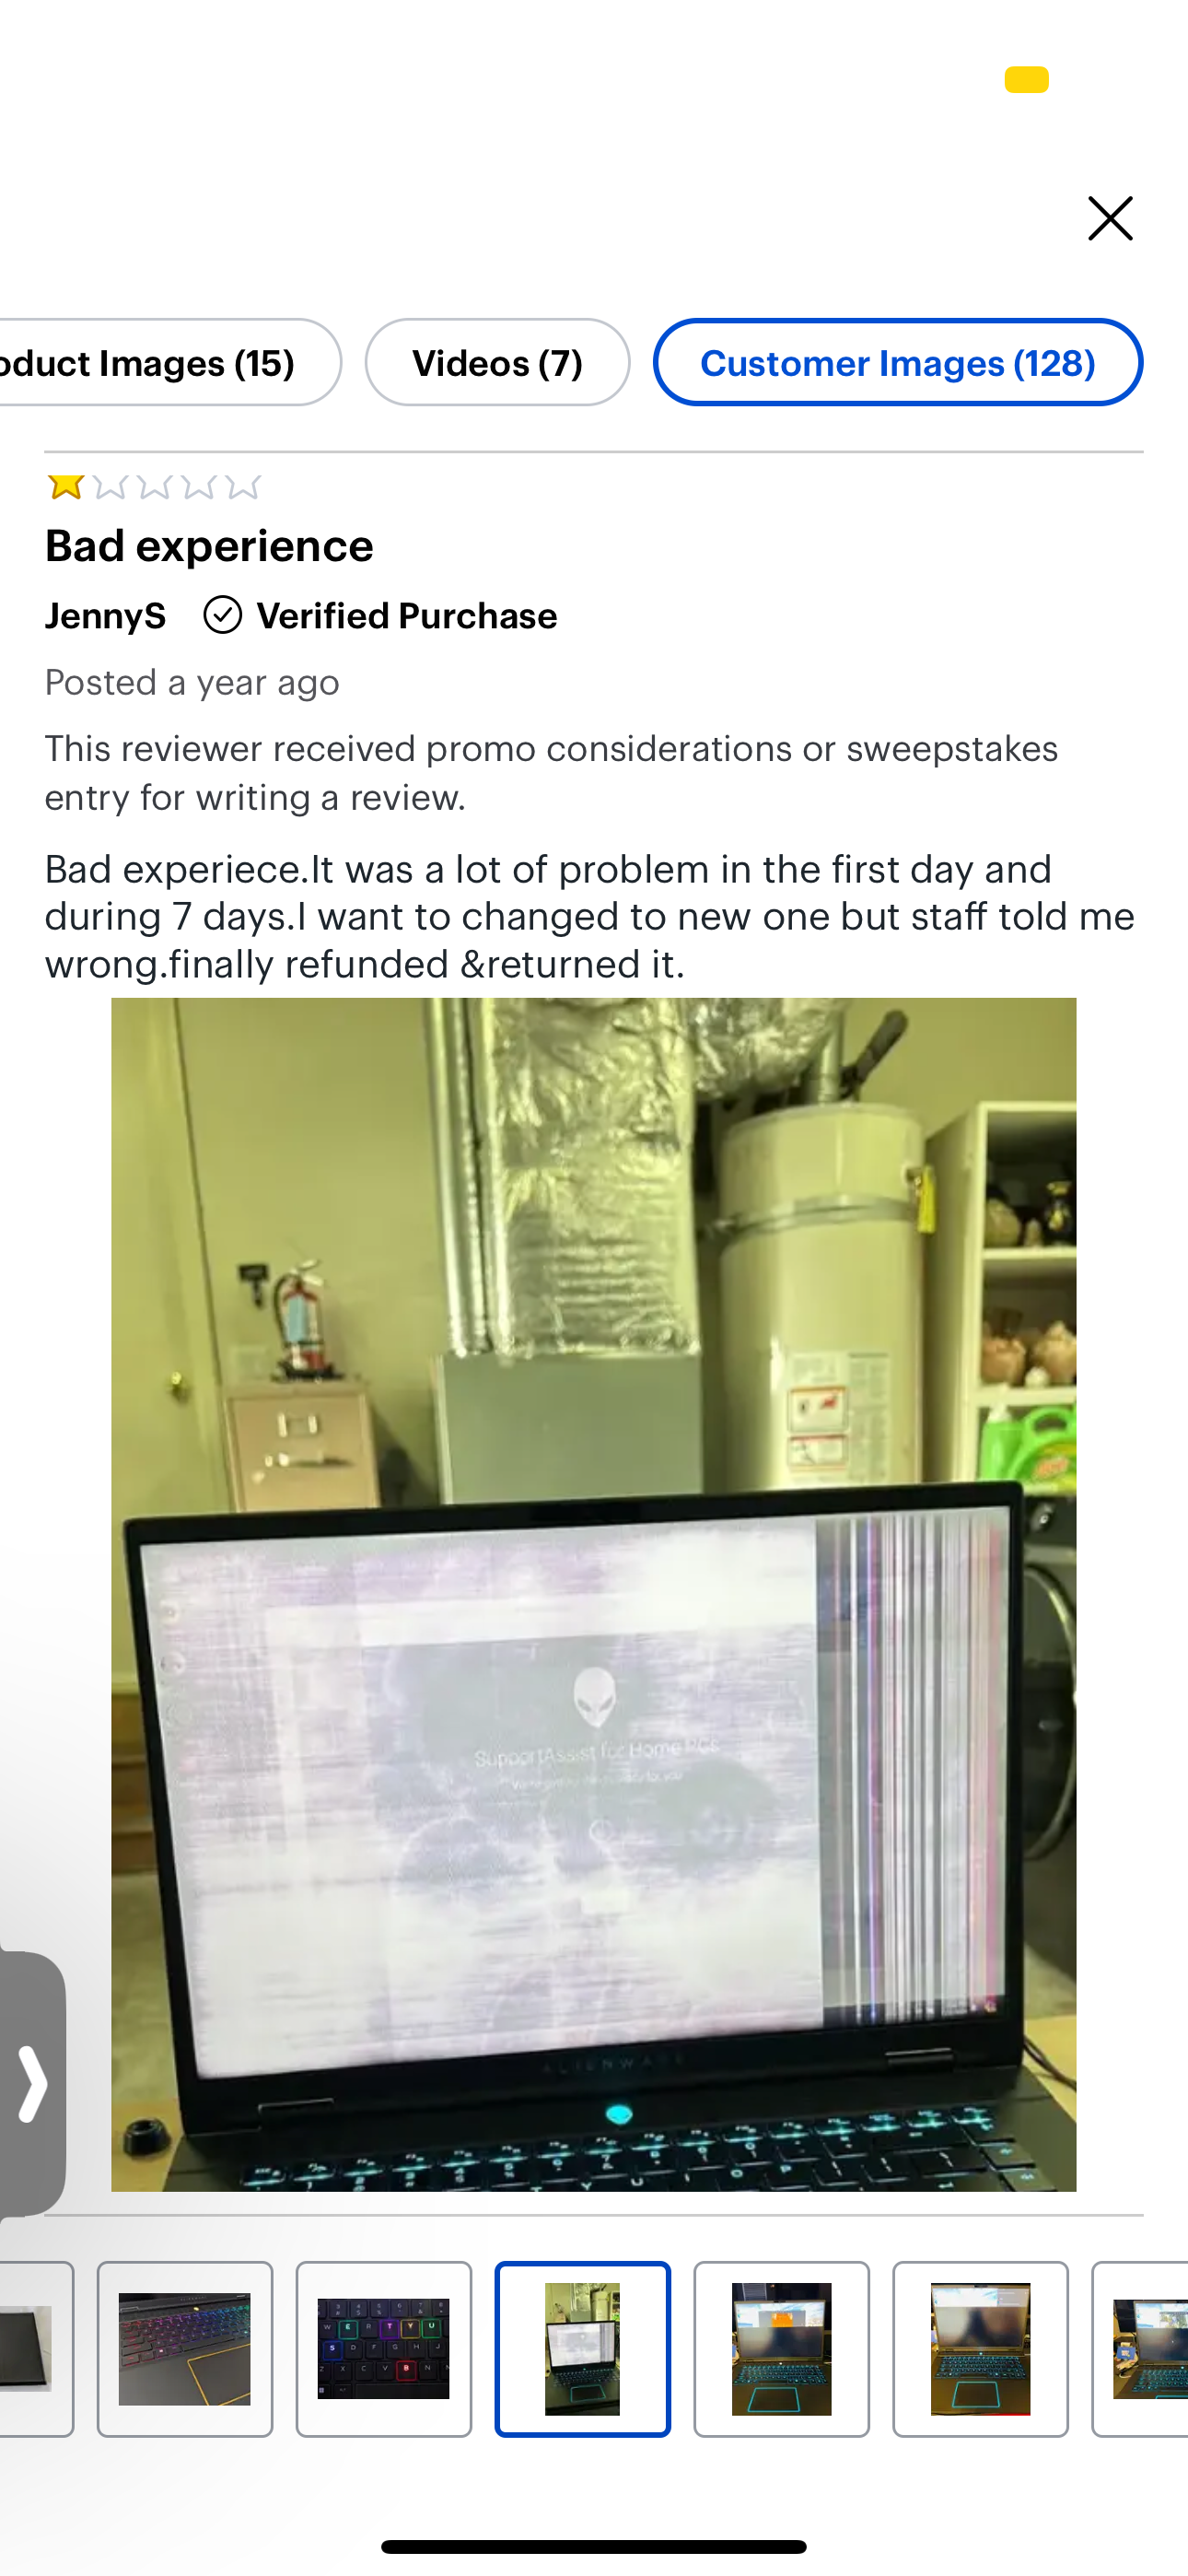 oduct Images (15)
Videos (7)
Customer Images (128)
Bad experience
JennyS Verified Purchase
Posted a year ago
This reviewer received promo considerations or sweepstakes
entry for writing a review.
Bad experiece.It was a lot of problem in the first day and
during 7 days.I want to changed to new one but staff told me
wrong.finally refunded &returned it.
SupportAssist for Home PCs
ALIENWARE